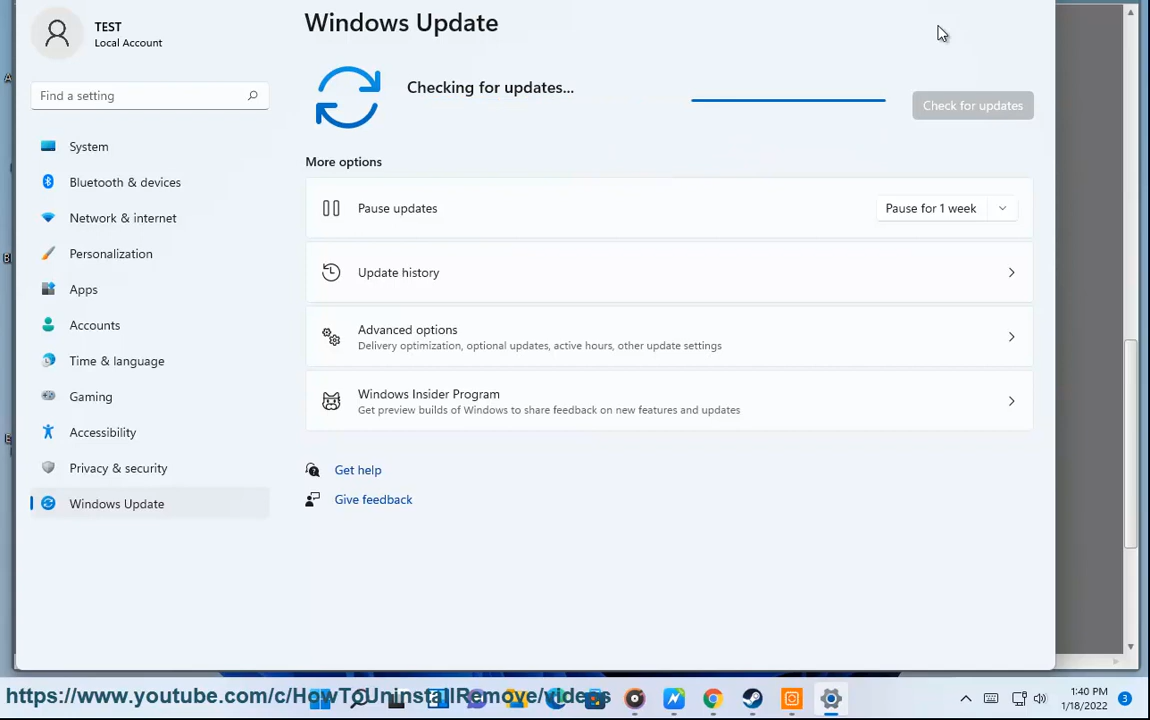 TEST
Local Account
Find a setting
System
Bluetooth & devices
Network & internet
Personalization
Apps
Accounts
Time & language
Gaming
Accessibility
Privacy & security
Windows Update
Windows Update
Checking for updates...
Check for updates
More options
Pause updates
Pause for 1 week
Update history
Advanced options
Delivery optimization, optional updates, active hours, other update settings
Windows Insider Program
Get preview builds of Windows to share feedback on new features and updates
Get help
Give feedback
https://www.youtube.com/c/HowToUninstallRemove/videos
1:40 PM
1/18/2022
3